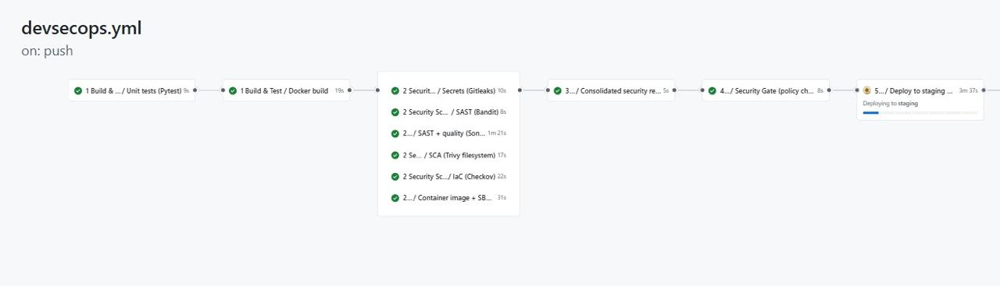 devsecops.yml
on: push
1 Build & ... / Unit tests (Pytest) 9s
1 Build & Test / Docker build 19s
2 Securit... / Secrets (Gitleaks) 10s
2 Security Sc... / SAST (Bandit) 8s
2.../ SAST + quality (Son... 1m 21s
2 Se... / SCA (Trivy filesystem) 17s
2 Security Sc.../ IaC (Checkov) 22s
2.../ Container image + SB... 31s
3.../ Consolidated security re... 5s
4.../ Security Gate (policy ch... 8s
5.../ Deploy to staging ... 3m 37s
Deploying to staging